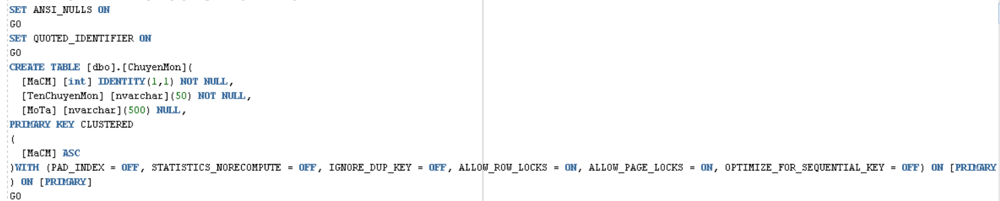 SET ANSI_NULLS ON
GO
SET QUOTED_IDENTIFIER ON
GO
CREATE TABLE [dbo].[ChuyenMon](
[MaCM] [int] IDENTITY(1,1) NOT NULL,
[TenChuyenMon] [nvarchar](50) NOT NULL,
[MoTa] [nvarchar](500) NULL,
PRIMARY KEY CLUSTERED
(
[MaCM] ASC
)WITH (PAD_INDEX = OFF, STATISTICS_NORECOMPUTE = OFF, IGNORE_DUP_KEY = OFF, ALLOW_ROW_LOCKS = ON, ALLOW_PAGE_LOCKS = ON, OPTIMIZE_FOR_SEQUENTIAL_KEY = OFF) ON [PRIMARY
) ON [PRIMARY]
GO